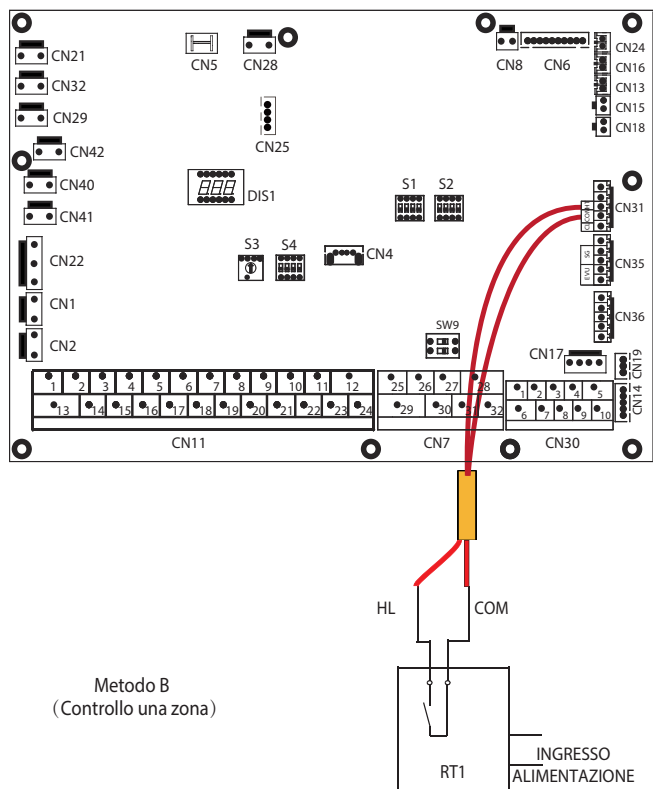 CN21
CN5
CN28
CN8
CN6
CN24
CN32
CN16
CN13
CN29
CN15
CN25
CN18
CN42
CN40
DIS1
S1
S2
CN41
CN31
CN22
S3
S4
CN4
SG
EVU
CN35
CN1
CN36
CN2
SW9
CN17
CN19
1 2 3 4 5 6 7 8 9 10 11 12
25 26 27 28
1 2 3 4 5
CN14
13 14 15 16 17 18 19 20 21 22 23 24
29 30 31 32
6 7 8 9 10
CN11
CN7
CN30
HL
COM
Metodo B
(Controllo una zona)
RT1
INGRESSO
ALIMENTAZIONE